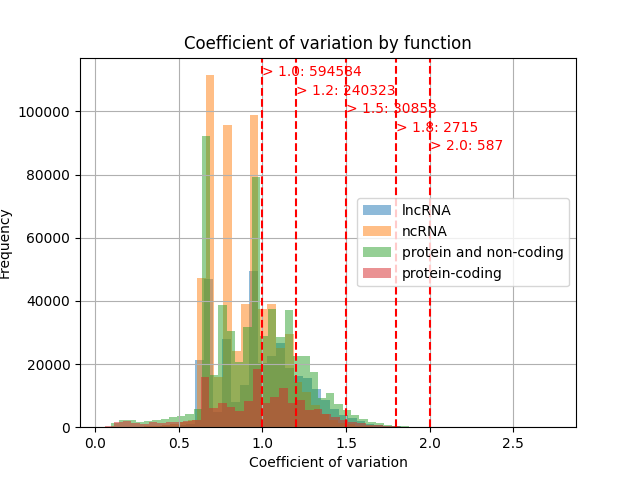 Coefficient of variation by function
> 1.0: 594584
> 1.2: 240323
> 1.5: 30853
> 1.8: 2715
> 2.0: 587
Frequency
100000
80000
60000
40000
20000
0
lncRNA
ncRNA
protein and non-coding
protein-coding
0.0 0.5 1.0 1.5 2.0 2.5
Coefficient of variation